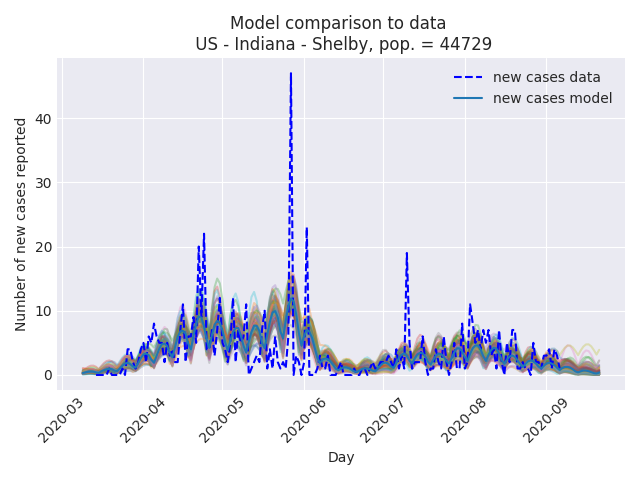 Model comparison to data
US - Indiana - Shelby, pop. = 44729
new cases data
new cases model
Number of new cases reported
40
30
20
10
0
2020-03
2020-04
2020-05
2020-06
2020-07
2020-08
2020-09
Day